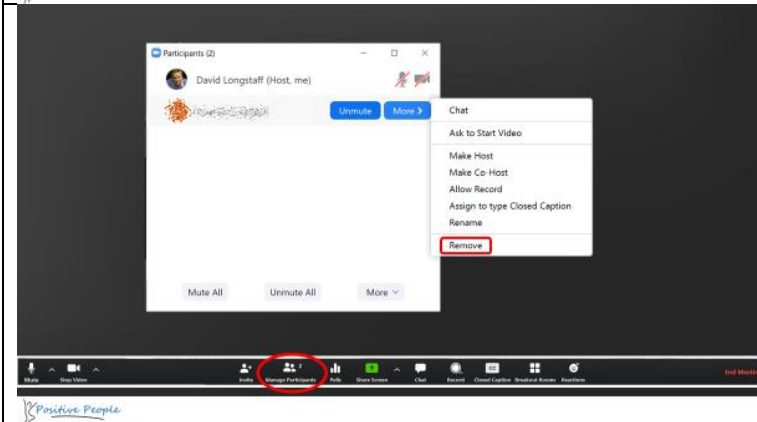 Participants (2)
David Longstaff (Host, me)
Unmute More >
Chat
Ask to Start Video
Make Host
Make Co-Host
Allow Record
Assign to type Closed Caption
Rename
Remove
Mute All Unmute All More
2
Mute Stop Video Invite Manage Participants Polls Share Screen Chat Record Closed Caption Breakout Rooms Reactions End Meeting
Positive People